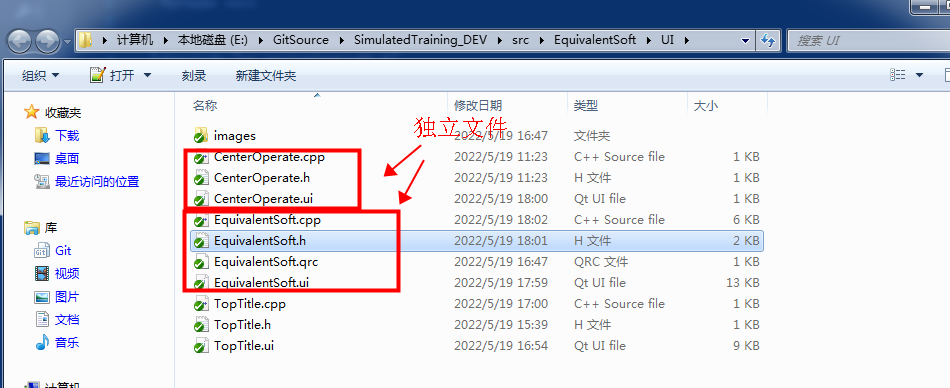 计算机 本地磁盘 (E:) GitSource SimulatedTraining_DEV src EquivalentSoft UI 搜索 UI
组织 打开 刻录 新建文件夹
收藏夹
下载
桌面
最近访问的位置
库
Git
视频
图片
文档
音乐
计算机
名称 修改日期 类型 大小
独立文件
images 2022/5/19 16:47 文件夹
CenterOperate.cpp 2022/5/19 11:23 C++ Source file 1 KB
CenterOperate.h 2022/5/19 11:23 H 文件 1 KB
CenterOperate.ui 2022/5/19 18:00 Qt UI file 1 KB
EquivalentSoft.cpp 2022/5/19 18:02 C++ Source file 6 KB
EquivalentSoft.h 2022/5/19 18:01 H 文件 2 KB
EquivalentSoft.qrc 2022/5/19 16:47 QRC 文件 1 KB
EquivalentSoft.ui 2022/5/19 17:59 Qt UI file 13 KB
TopTitle.cpp 2022/5/19 17:00 C++ Source file 1 KB
TopTitle.h 2022/5/19 15:39 H 文件 1 KB
TopTitle.ui 2022/5/19 16:54 Qt UI file 9 KB